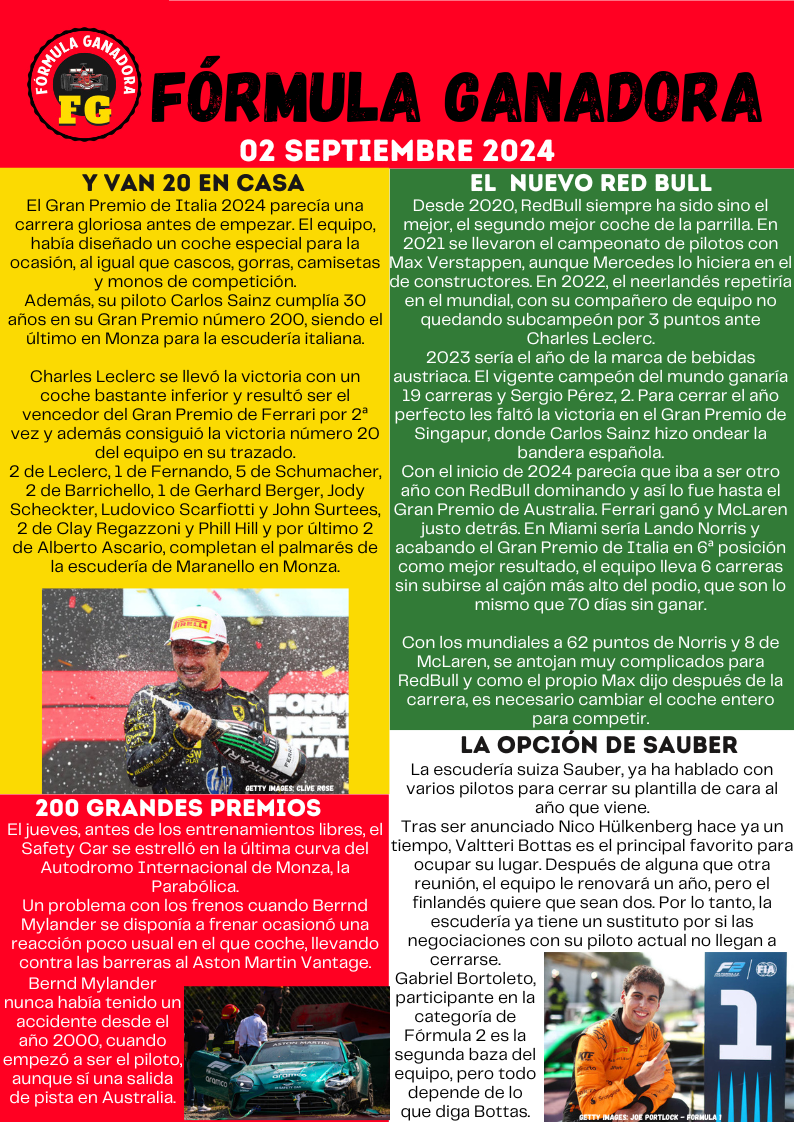 FÓRMULA GANADORA
FG
FÓRMULA GANADORA
02 SEPTIEMBRE 2024
Y VAN 20 EN CASA
El Gran Premio de Italia 2024 parecía una
carrera gloriosa antes de empezar. El equipo,
había diseñado un coche especial para la
ocasión, al igual que cascos, gorras, camisetas
y monos de competición.
Además, su piloto Carlos Sainz cumplía 30
años en su Gran Premio número 200, siendo el
último en Monza para la escudería italiana.
Charles Leclerc se llevó la victoria con un
coche bastante inferior y resultó ser el
vencedor del Gran Premio de Ferrari por 2ª
vez y además consiguió la victoria número 20
del equipo en su trazado.
2 de Leclerc, 1 de Fernando, 5 de Schumacher,
2 de Barrichello, 1 de Gerhard Berger, Jody
Scheckter, Ludovico Scarfiotti y John Surtees,
2 de Clay Regazzoni y Phill Hill y por último 2
de Alberto Ascario, completan el palmarés de
la escudería de Maranello en Monza.
PIRELLI
FORM
PIREL
ITAL
FERRARI
FERRARI
GETTY IMAGES; CLIVE ROSE
200 GRANDES PREMIOS
El jueves, antes de los entrenamientos libres, el
Safety Car se estrelló en la última curva del
Autodromo Internacional de Monza, la
Parabólica.
Un problema con los frenos cuando Berrnd
Mylander se disponía a frenar ocasionó una
reacción poco usual en el que coche, llevando
contra las barreras al Aston Martin Vantage.
Bernd Mylander
nunca había tenido un
accidente desde el
año 2000, cuando
empezó a ser el piloto,
aunque sí una salida
de pista en Australia.
ASTON MARTIN
aramco
aramco
EL NUEVO RED BULL
Desde 2020, RedBull siempre ha sido sino el
mejor, el segundo mejor coche de la parrilla. En
2021 se llevaron el campeonato de pilotos con
Max Verstappen, aunque Mercedes lo hiciera en el
de constructores. En 2022, el neerlandés repetiría
en el mundial, con su compañero de equipo no
quedando subcampeón por 3 puntos ante
Charles Leclerc.
2023 sería el año de la marca de bebidas
austriaca. El vigente campeón del mundo ganaría
19 carreras y Sergio Pérez, 2. Para cerrar el año
perfecto les faltó la victoria en el Gran Premio de
Singapur, donde Carlos Sainz hizo ondear la
bandera española.
Con el inicio de 2024 parecía que iba a ser otro
año con RedBull dominando y así lo fue hasta el
Gran Premio de Australia. Ferrari ganó y McLaren
justo detrás. En Miami sería Lando Norris y
acabando el Gran Premio de Italia en 6ª posición
como mejor resultado, el equipo lleva 6 carreras
sin subirse al cajón más alto del podio, que son lo
mismo que 70 días sin ganar.
Con los mundiales a 62 puntos de Norris y 8 de
McLaren, se antojan muy complicados para
RedBull y como el propio Max dijo después de la
carrera, es necesario cambiar el coche entero
para competir.
LA OPCIÓN DE SAUBER
La escudería suiza Sauber, ya ha hablado con
varios pilotos para cerrar su plantilla de cara al
año que viene.
Tras ser anunciado Nico Hülkenberg hace ya un
tiempo, Valtteri Bottas es el principal favorito para
ocupar su lugar. Después de alguna que otra
reunión, el equipo le renovará un año, pero el
finlandés quiere que sean dos. Por lo tanto, la
escudería ya tiene un sustituto por si las
negociaciones con su piloto actual no llegan a
cerrarse.
Gabriel Bortoleto,
participante en la
categoría de
Fórmula 2 es la
segunda baza del
equipo, pero todo
depende de lo
que diga Bottas.
F2
FIA
1
GETTY IMAGES: JOE PORTLOCK - FORMULA 1